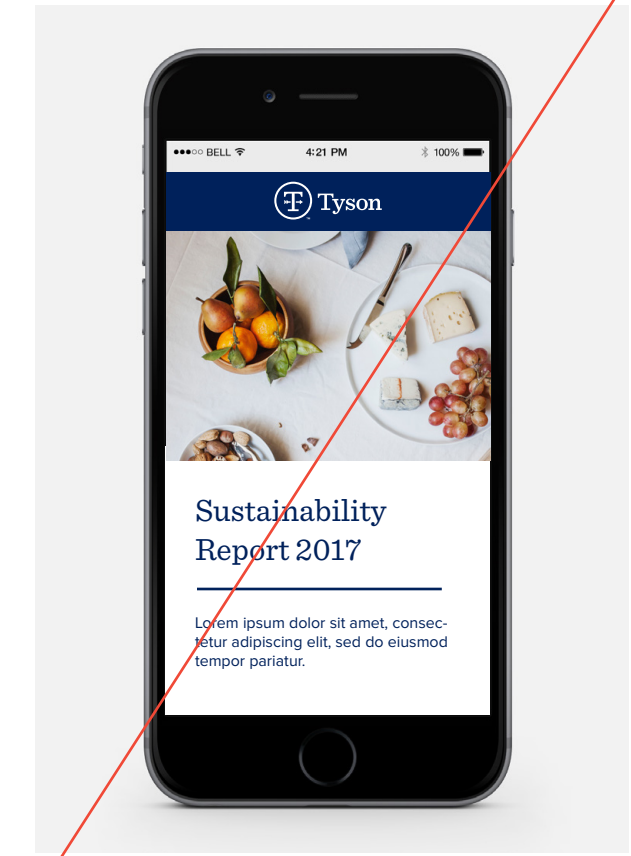 BELL 4:21 PM 100%
T Tyson
Sustainability
Report 2017
Lorem ipsum dolor sit amet, consec-
tetur adipiscing elit, sed do eiusmod
tempor pariatur.